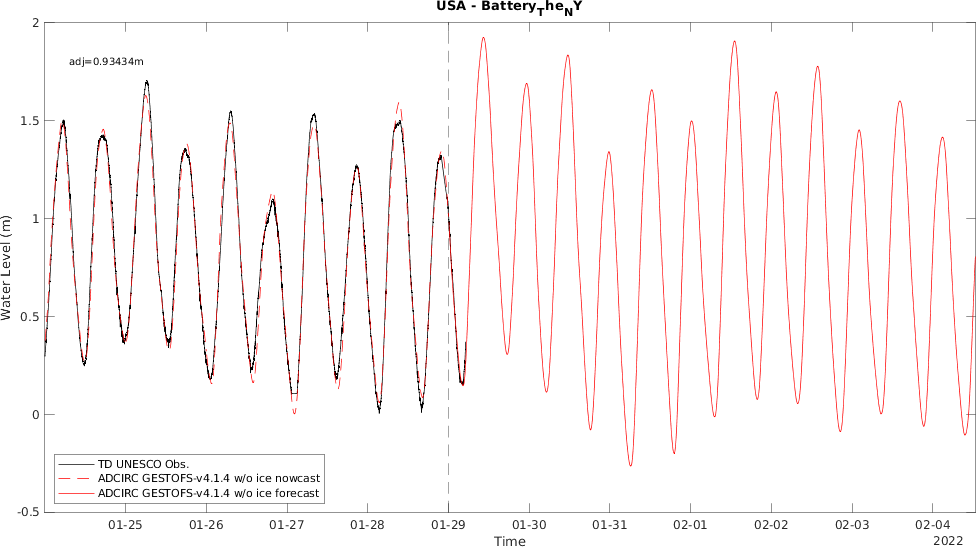 USA - Battery_The_NY
2
adj=0.93434m
1.5
1
Water Level (m)
0.5
0
TD UNESCO Obs.
ADCIRC GESTOFS-v4.1.4 w/o ice nowcast
ADCIRC GESTOFS-v4.1.4 w/o ice forecast
-0.5
01-25 01-26 01-27 01-28 01-29 01-30 01-31 02-01 02-02 02-03 02-04
Time
2022